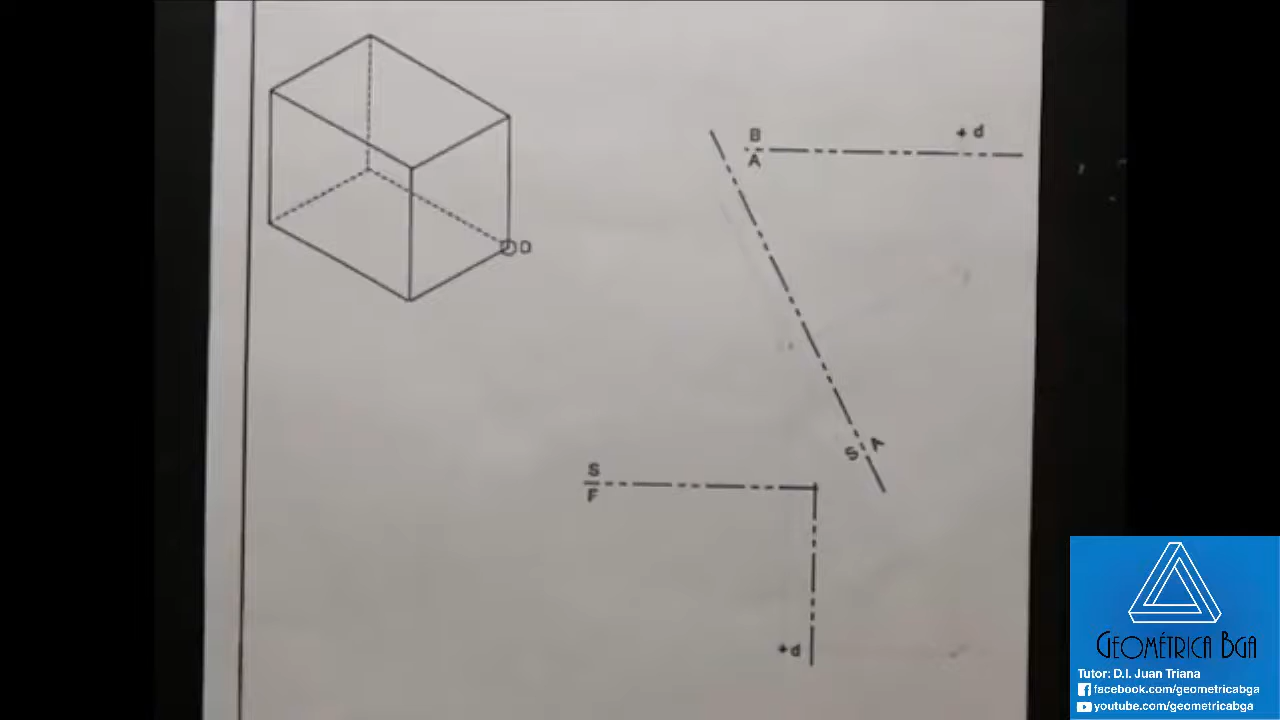 D
B
A
+ d
S A
S
F
+ d
GEOMÉTRICA BGA
Tutor: D.I. Juan Triana
facebook.com/geometricabga
youtube.com/geometricabga